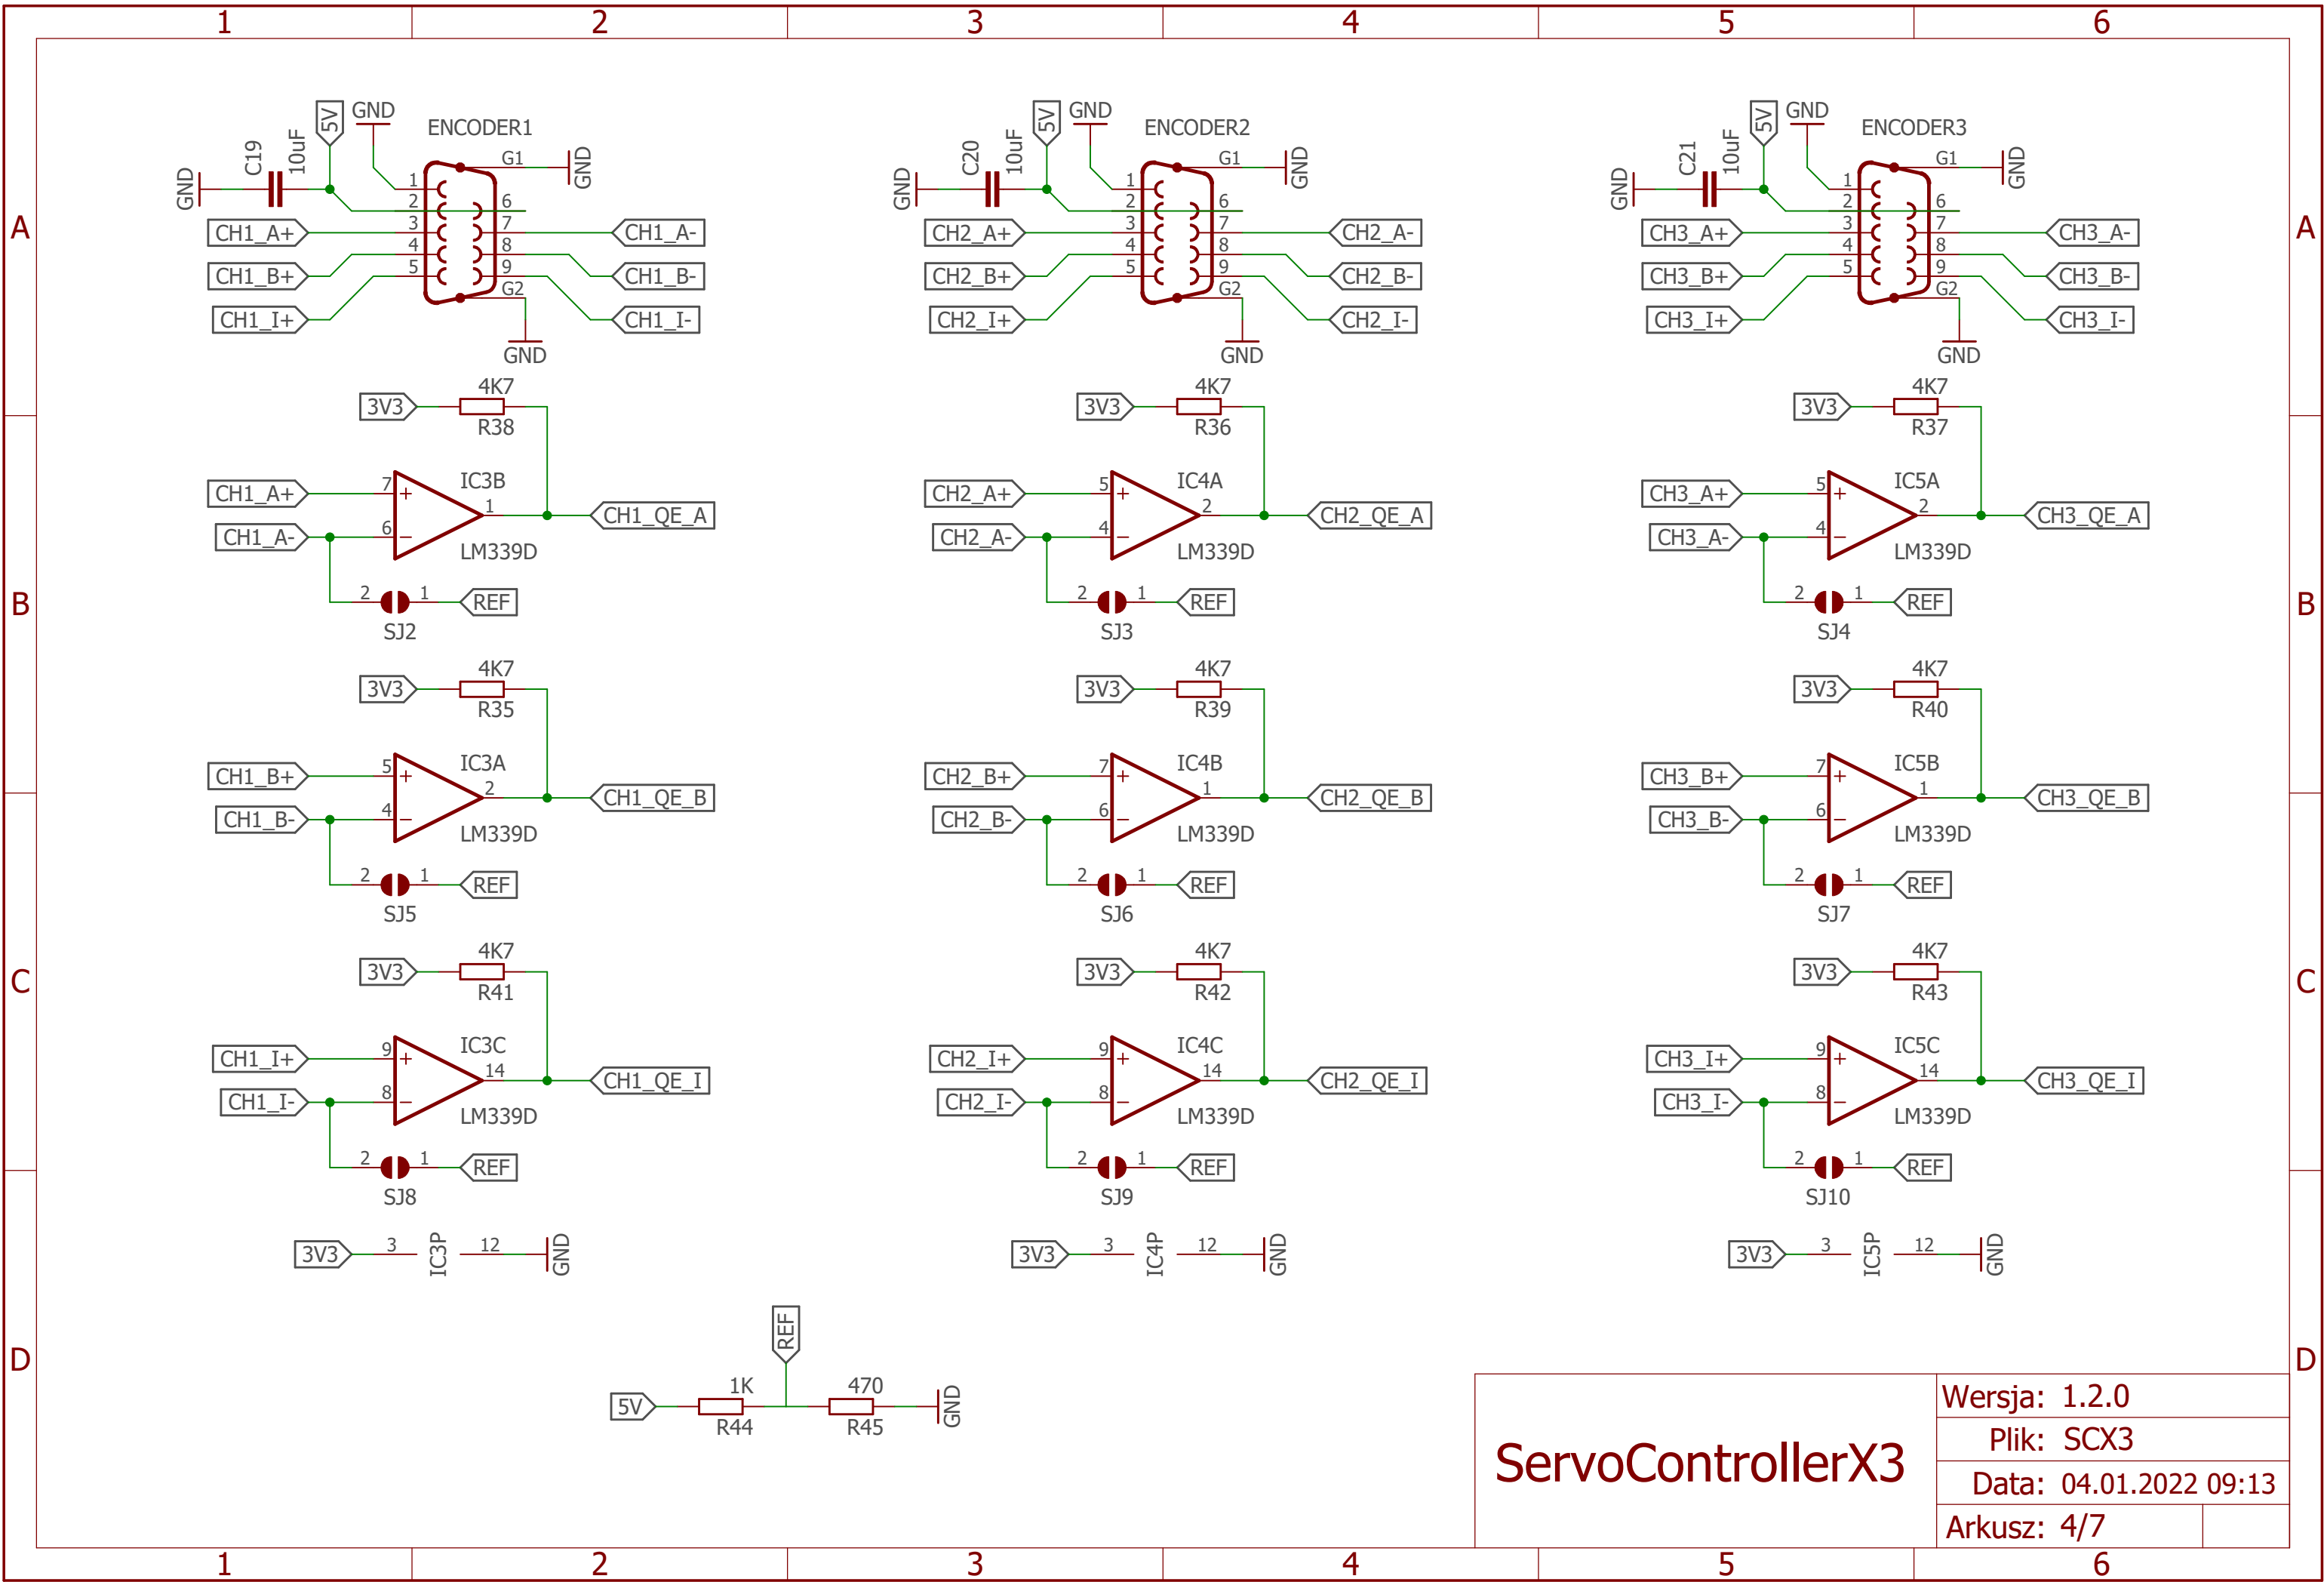 1 2 3 4 5 6
A A
B B
C C
D D
GND
C19
10uF
5V
GND
ENCODER1
G1
GND
1
2 6
3 7
4 8
5 9
G2
GND
CH1_A+ CH1_A-
CH1_B+ CH1_B-
CH1_I+ CH1_I-
GND
C20
10uF
5V
GND
ENCODER2
G1
GND
1
2 6
3 7
4 8
5 9
G2
GND
CH2_A+ CH2_A-
CH2_B+ CH2_B-
CH2_I+ CH2_I-
GND
C21
10uF
5V
GND
ENCODER3
G1
GND
1
2 6
3 7
4 8
5 9
G2
GND
CH3_A+ CH3_A-
CH3_B+ CH3_B-
CH3_I+ CH3_I-
4K7
3V3
R38
IC3B
CH1_A+ 7 +
1 CH1_QE_A
CH1_A- 6 −
LM339D
2 1 REF
SJ2
4K7
3V3
R36
IC4A
CH2_A+ 5 +
2 CH2_QE_A
CH2_A- 4 −
LM339D
2 1 REF
SJ3
4K7
3V3
R37
IC5A
CH3_A+ 5 +
2 CH3_QE_A
CH3_A- 4 −
LM339D
2 1 REF
SJ4
4K7
3V3
R35
IC3A
CH1_B+ 5 +
2 CH1_QE_B
CH1_B- 4 −
LM339D
2 1 REF
SJ5
4K7
3V3
R39
IC4B
CH2_B+ 7 +
1 CH2_QE_B
CH2_B- 6 −
LM339D
2 1 REF
SJ6
4K7
3V3
R40
IC5B
CH3_B+ 7 +
1 CH3_QE_B
CH3_B- 6 −
LM339D
2 1 REF
SJ7
4K7
3V3
R41
IC3C
CH1_I+ 9 +
14 CH1_QE_I
CH1_I- 8 −
LM339D
2 1 REF
SJ8
4K7
3V3
R42
IC4C
CH2_I+ 9 +
14 CH2_QE_I
CH2_I- 8 −
LM339D
2 1 REF
SJ9
4K7
3V3
R43
IC5C
CH3_I+ 9 +
14 CH3_QE_I
CH3_I- 8 −
LM339D
2 1 REF
SJ10
3V3 3 IC3P 12 GND
3V3 3 IC4P 12 GND
3V3 3 IC5P 12 GND
REF
1K 470
5V GND
R44 R45
ServoControllerX3
Wersja: 1.2.0
Plik: SCX3
Data: 04.01.2022 09:13
Arkusz: 4/7
1 2 3 4 5 6